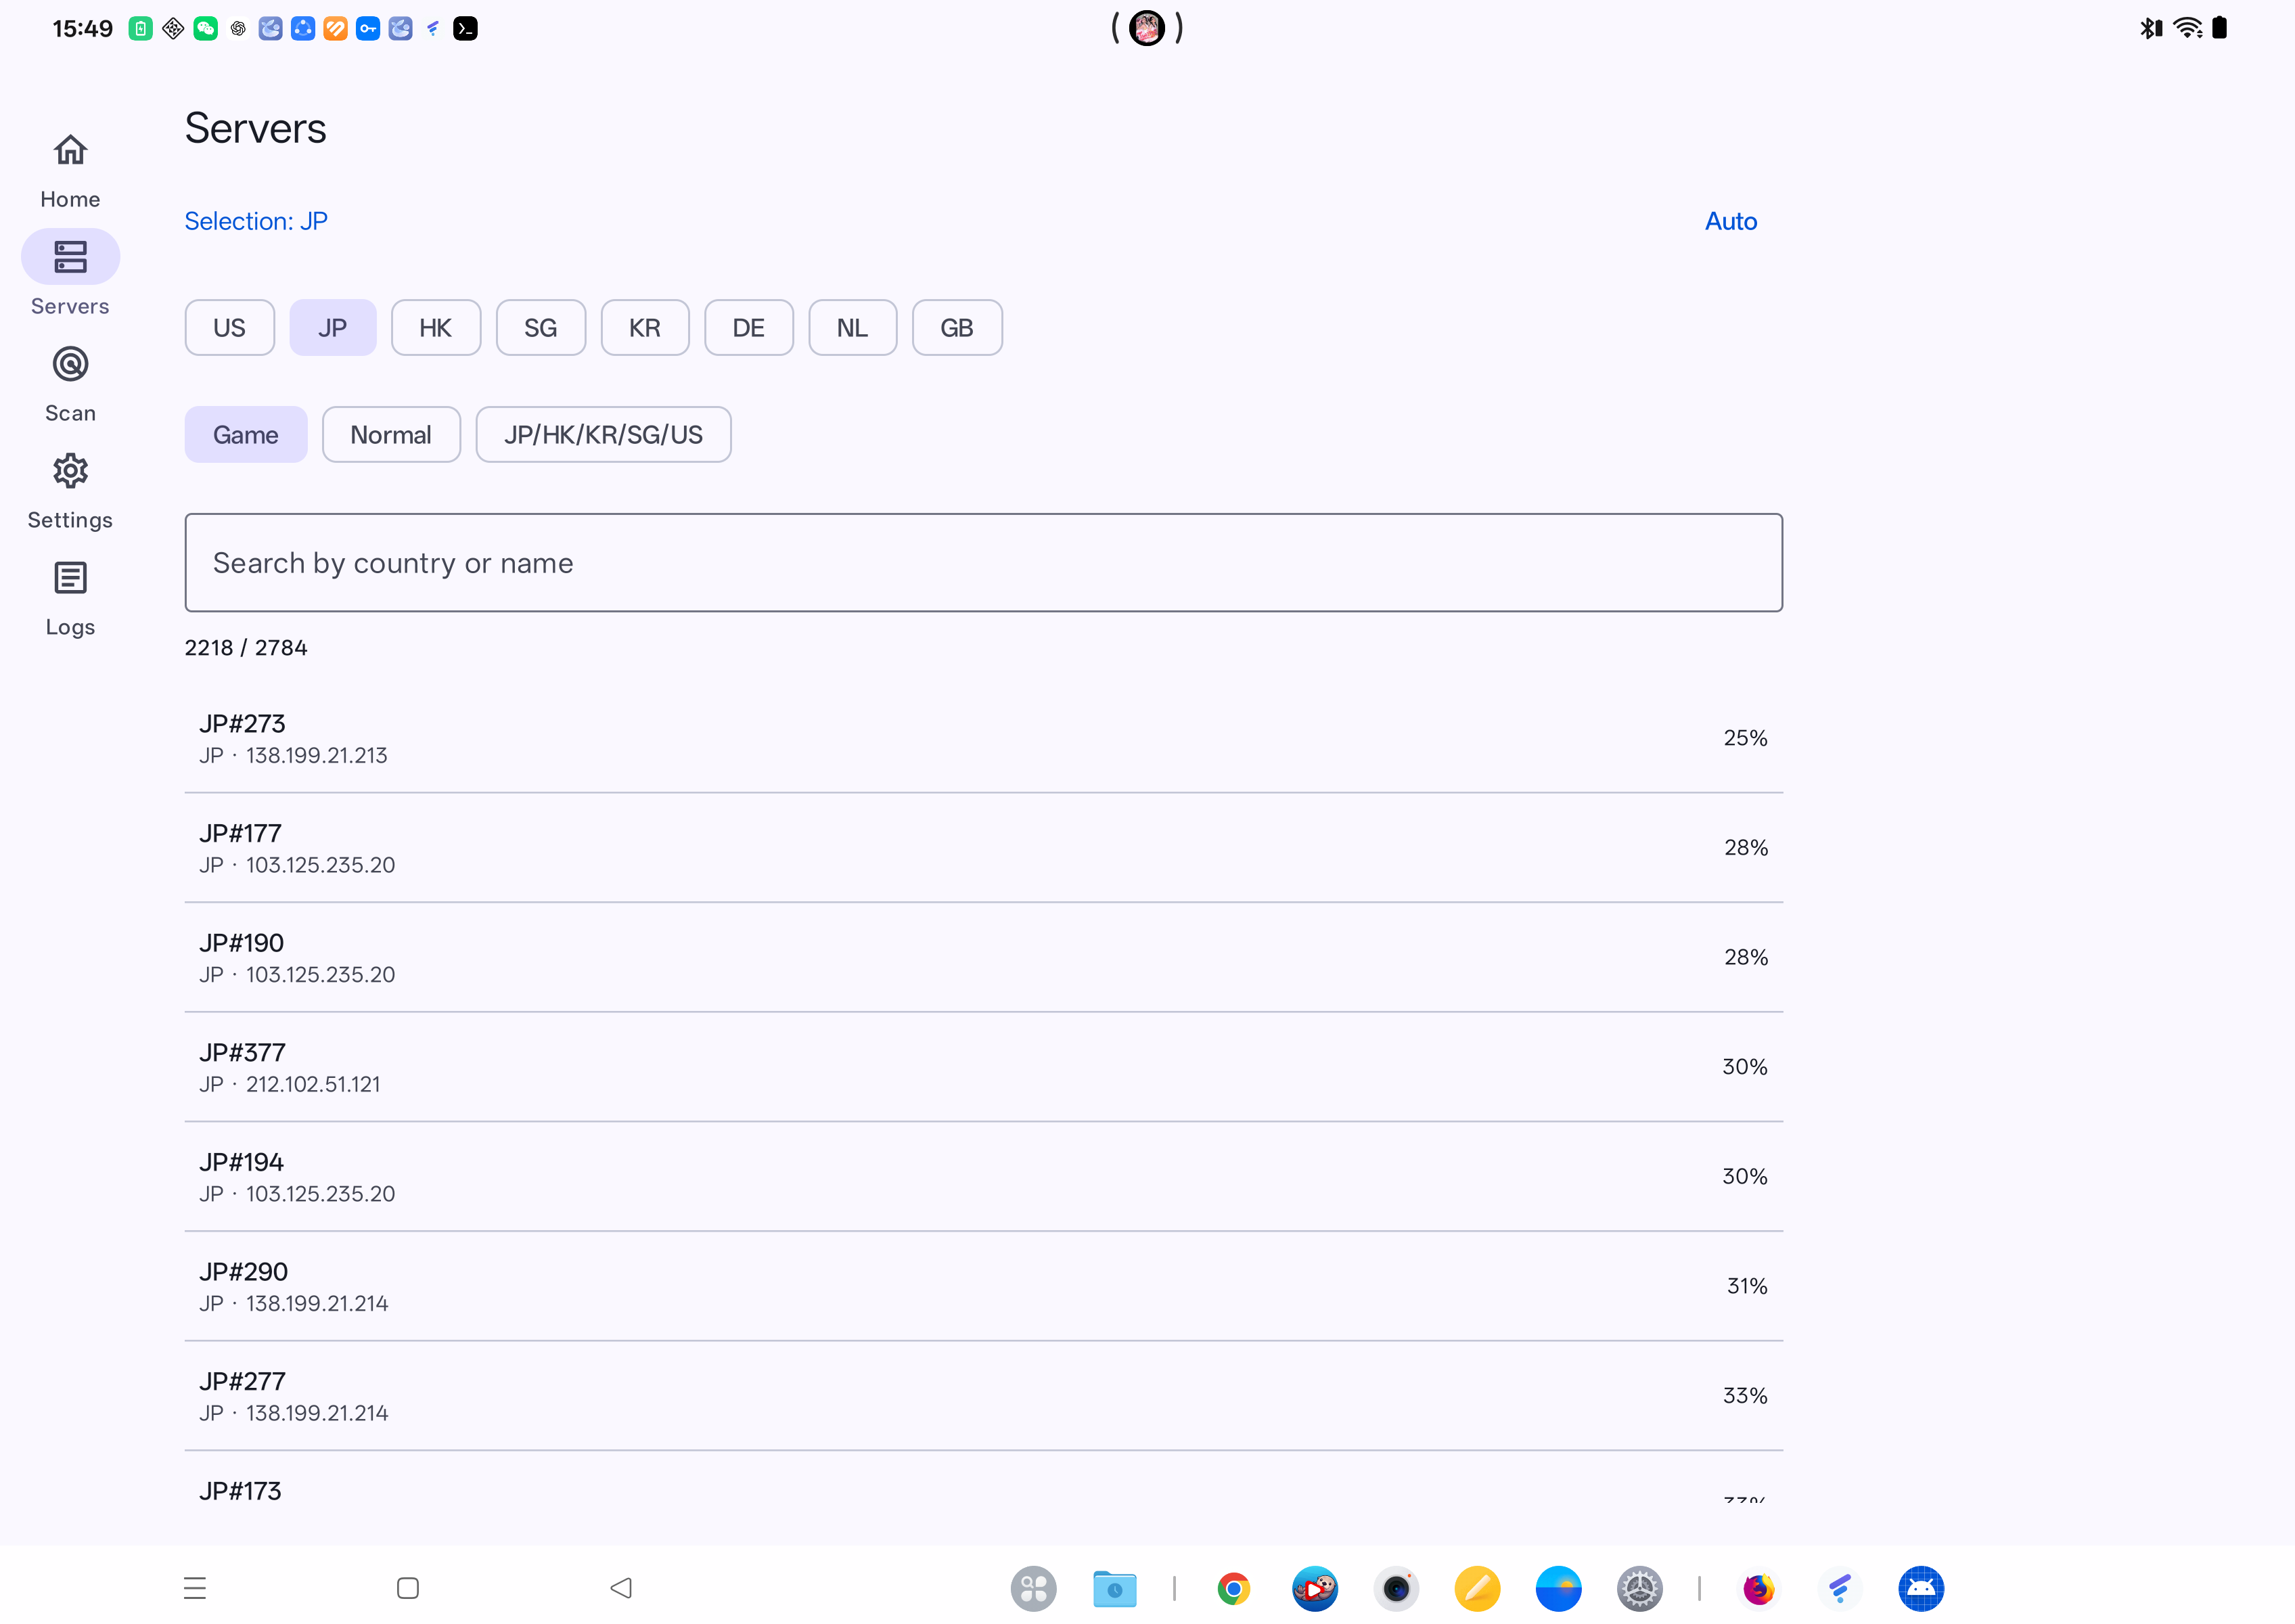 15:49
Servers
Home
Servers
Scan
Settings
Logs
Selection: JP
Auto
US
JP
HK
SG
KR
DE
NL
GB
Game
Normal
JP/HK/KR/SG/US
Search by country or name
2218 / 2784
JP#273
JP · 138.199.21.213
25%
JP#177
JP · 103.125.235.20
28%
JP#190
JP · 103.125.235.20
28%
JP#377
JP · 212.102.51.121
30%
JP#194
JP · 103.125.235.20
30%
JP#290
JP · 138.199.21.214
31%
JP#277
JP · 138.199.21.214
33%
JP#173